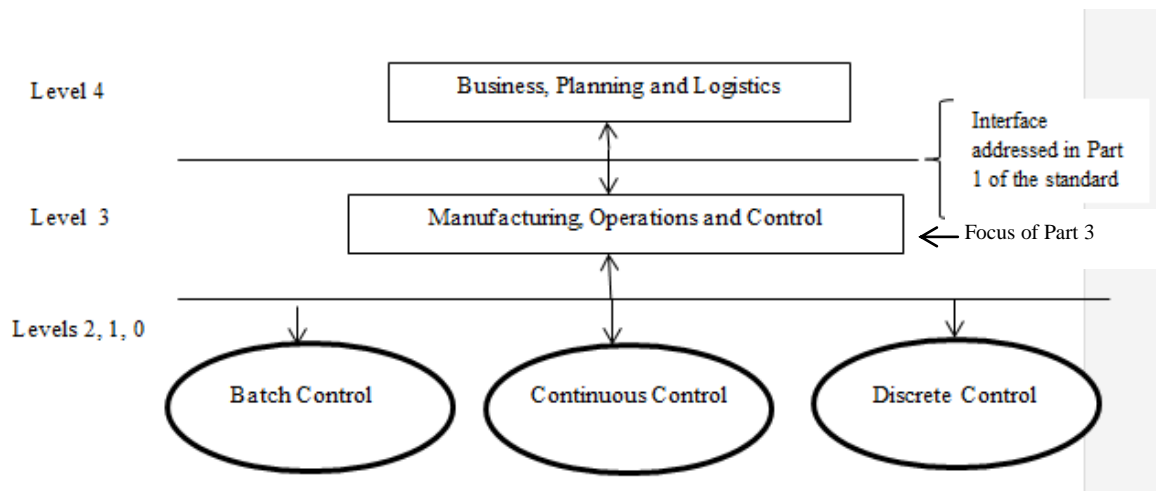 Level 4
Business, Planning and Logistics
Interface
addressed in Part
1 of the standard
Level 3
Manufacturing, Operations and Control
Focus of Part 3
Levels 2, 1, 0
Batch Control
Continuous Control
Discrete Control